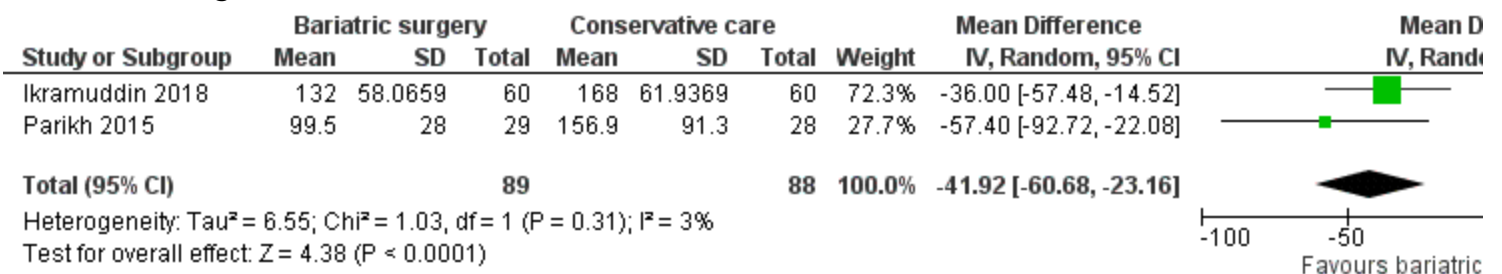 Bariatric surgery Conservative care Mean Difference Mean D
Study or Subgroup Mean SD Total Mean SD Total Weight IV, Random, 95% CI IV, Rand
Ikramuddin 2018 132 58.0659 60 168 61.9369 60 72.3% -36.00 [-57.48, -14.52]
Parikh 2015 99.5 28 29 156.9 91.3 28 27.7% -57.40 [-92.72, -22.08]
Total (95% CI) 89 88 100.0% -41.92 [-60.68, -23.16]
Heterogeneity: Tau² = 6.55; Chi² = 1.03, df = 1 (P = 0.31); I² = 3%
Test for overall effect: Z = 4.38 (P < 0.0001)
-100 -50
Favours bariatric